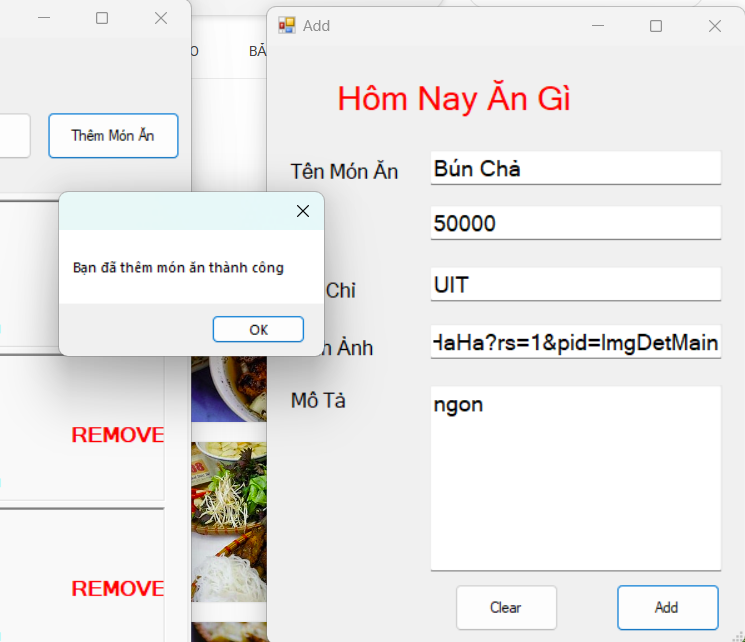 Add
BẢ
Hôm Nay Ăn Gì
Thêm Món Ăn
Tên Món Ăn
Bún Chả
50000
Bạn đã thêm món ăn thành công
Chỉ
UIT
OK
Ảnh
HaHa?rs=1&pid=ImgDetMain
Mô Tả
ngon
REMOVE
REMOVE
Clear
Add